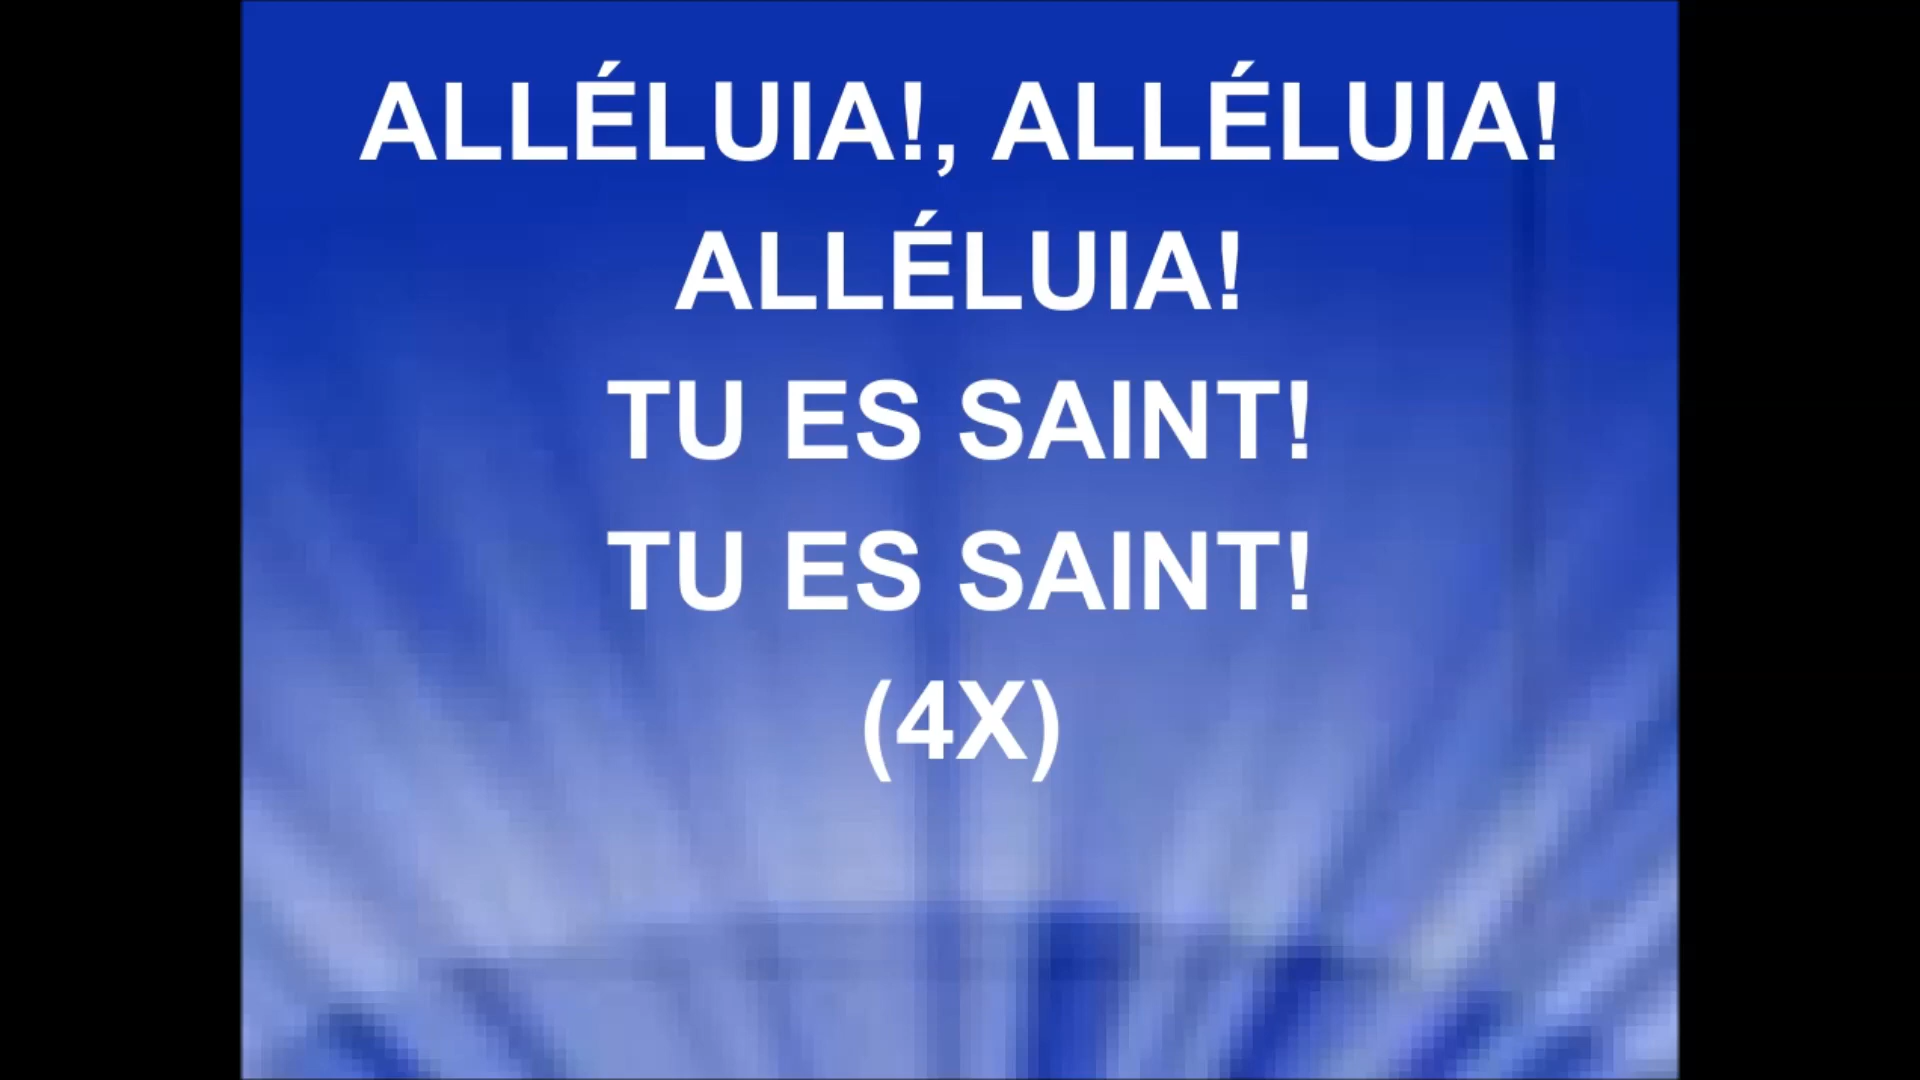 ALLÉLUIA!, ALLÉLUIA!
ALLÉLUIA!
TU ES SAINT!
TU ES SAINT!
(4X)